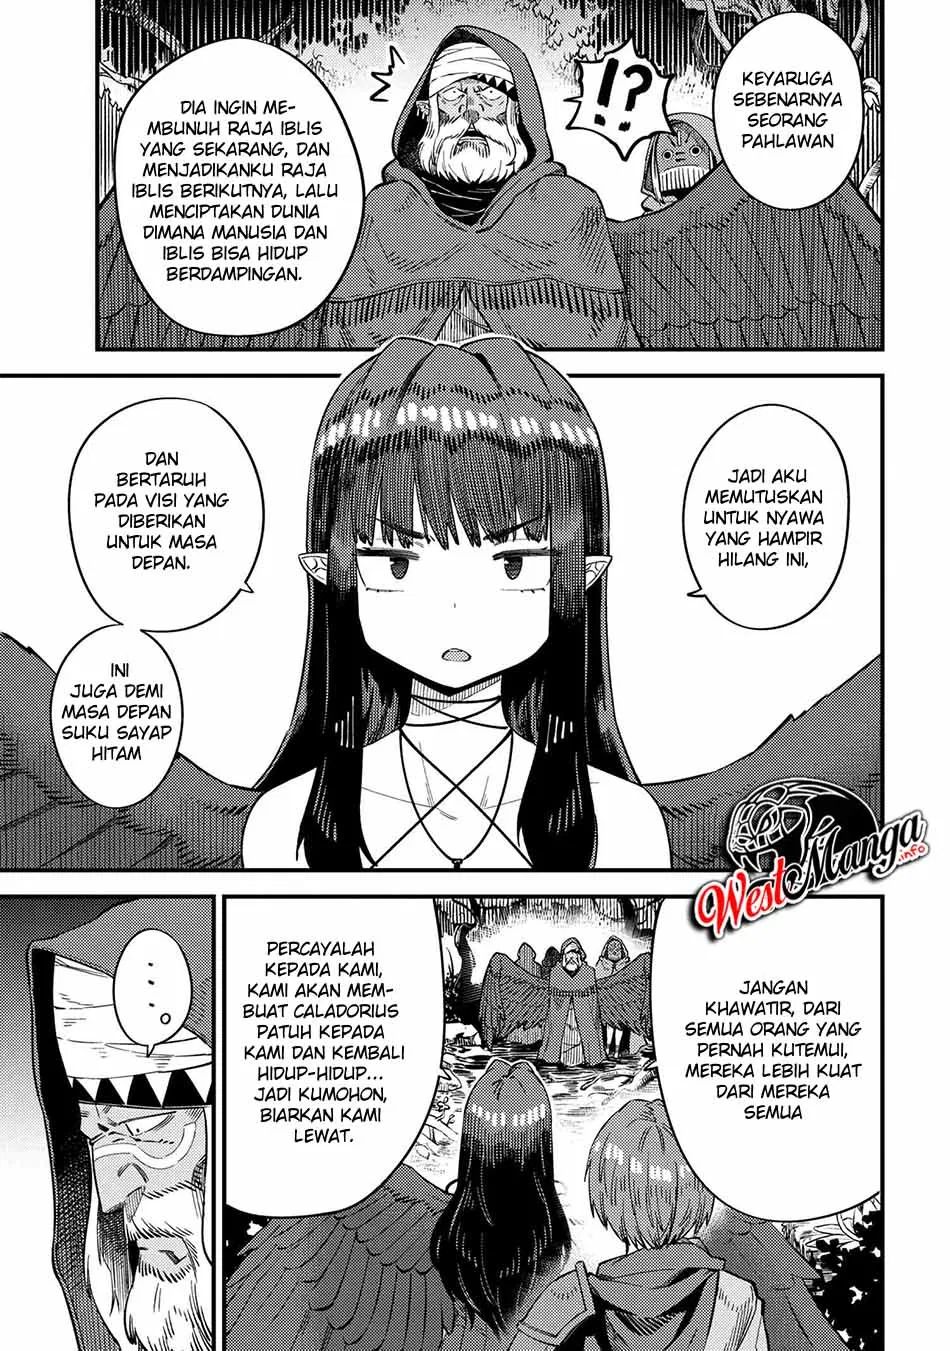 KEYARUGA
SEBENARNYA
SEORANG
PAHLAWAN
!?
DIA INGIN ME-
MBUNUH RAJA IBLIS
YANG SEKARANG, DAN
MENJADIKANKU RAJA
IBLIS BERIKUTNYA, LALU
MENCIPTAKAN DUNIA
DIMANA MANUSIA DAN
IBLIS BISA HIDUP
BERDAMPINGAN.
JADI AKU
MEMUTUSKAN
UNTUK NYAWA
YANG HAMPIR
HILANG INI,
DAN
BERTARUH
PADA VISI YANG
DIBERIKAN
UNTUK MASA
DEPAN.
INI
JUGA DEMI
MASA DEPAN
SUKU SAYAP
HITAM
WestManga
.info
JANGAN
KHAWATIR, DARI
SEMUA ORANG YANG
PERNAH KUTEMUI,
MEREKA LEBIH KUAT
DARI MEREKA
SEMUA
PERCAYALAH
KEPADA KAMI,
KAMI AKAN MEM-
BUAT CALADORIUS
PATUH KEPADA
KAMI DAN KEMBALI
HIDUP-HIDUP...
JADI KUMOHON,
BIARKAN KAMI
LEWAT.
...。